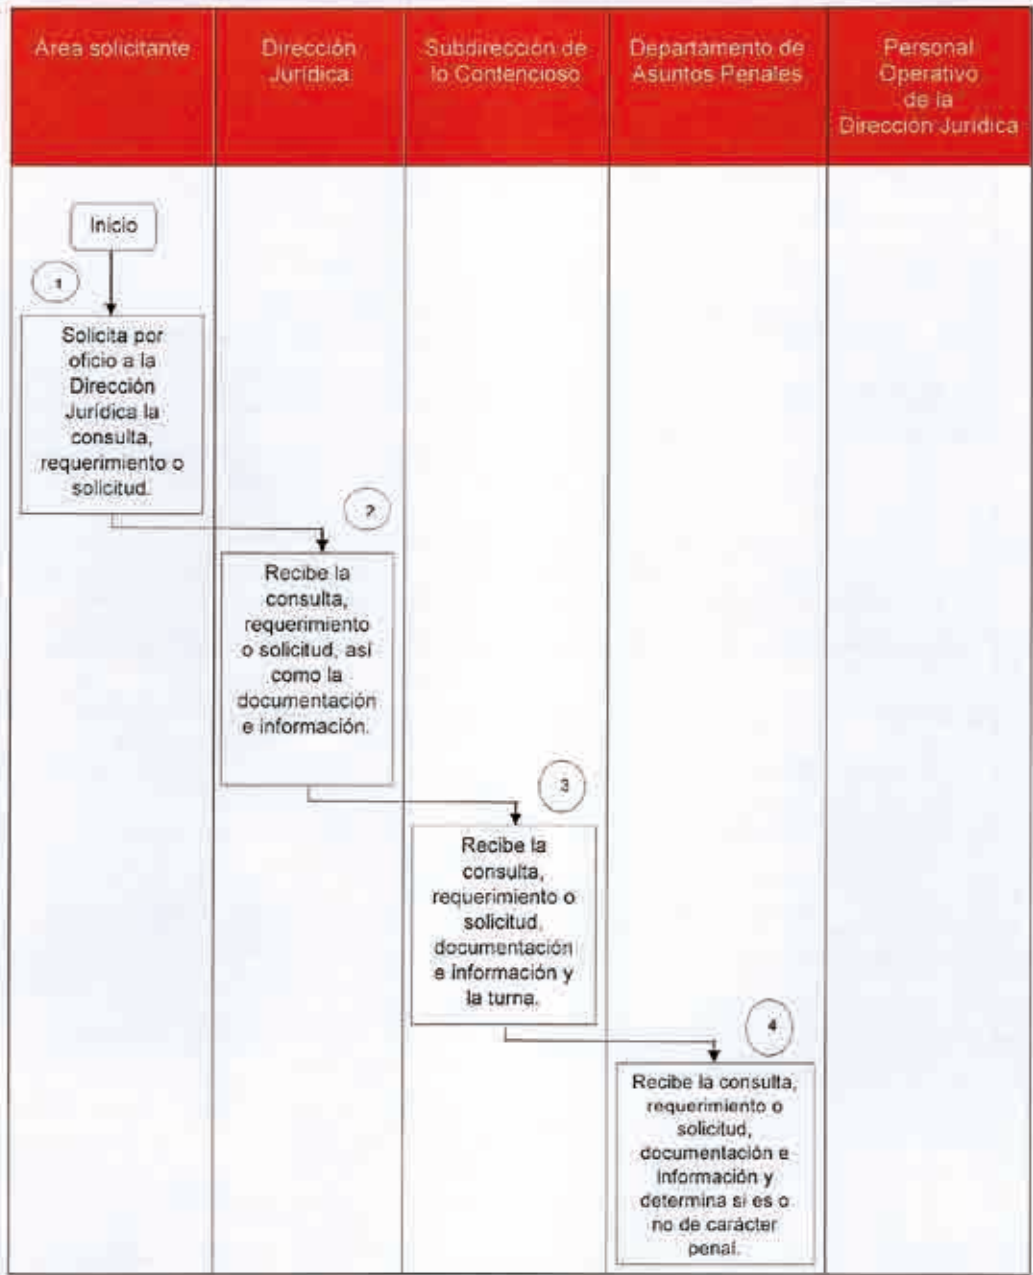 Área solicitante
Dirección
Jurídica
Subdirección de
lo Contencioso
Departamento de
Asuntos Penales
Personal
Operativo
de la
Dirección Jurídica
Inicio
1
Solicita por
oficio a la
Dirección
Jurídica la
consulta,
requerimiento o
solicitud.
2
Recibe la
consulta,
requerimiento
o solicitud, así
como la
documentación
e información.
3
Recibe la
consulta,
requerimiento o
solicitud,
documentación
e información y
la turna.
4
Recibe la consulta,
requerimiento o
solicitud,
documentación e
información y
determina si es o
no de carácter
penal.